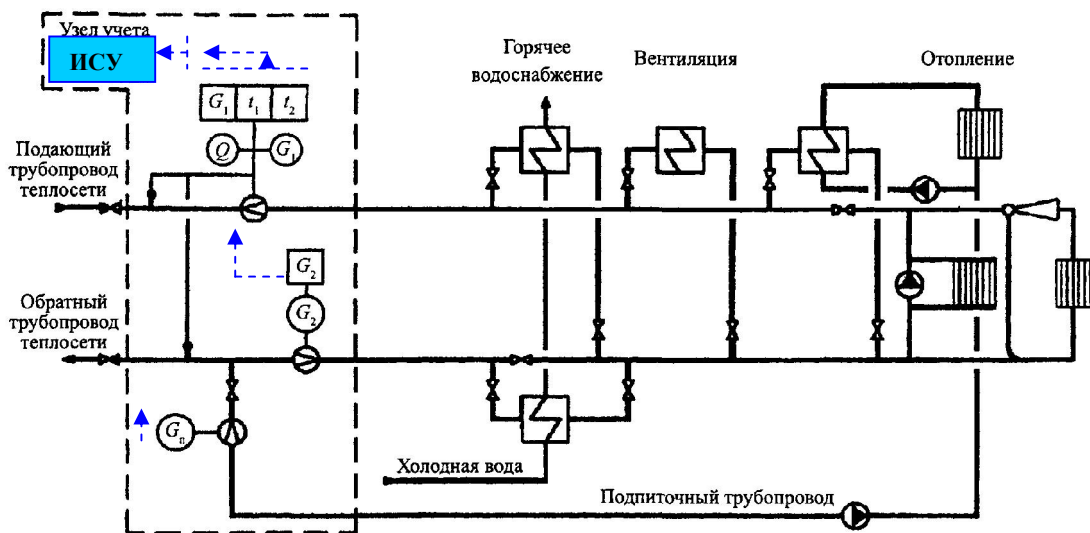 Узел учета
ИСУ
Горячее
водоснабжение
Вентиляция
Отопление
G₁ t₁ t₂
Q G₁
Подающий
трубопровод
теплосети
G₂
G₂
Обратный
трубопровод
теплосети
Gп
Холодная вода
Подпиточный трубопровод